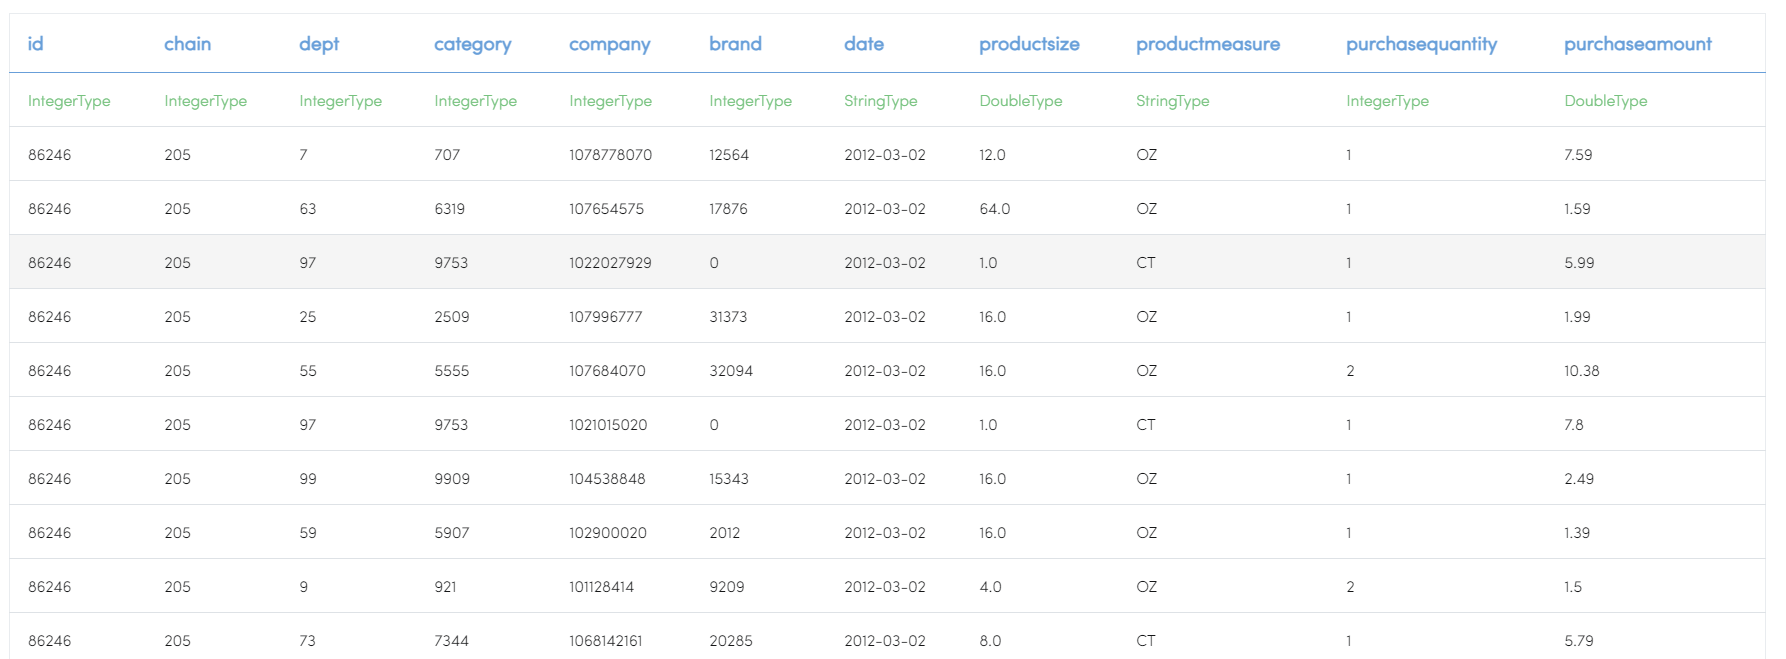 id chain dept category company brand date productsize productmeasure purchasequantity purchaseamount
IntegerType IntegerType IntegerType IntegerType IntegerType IntegerType StringType DoubleType StringType IntegerType DoubleType
86246 205 7 707 1078778070 12564 2012-03-02 12.0 OZ 1 7.59
86246 205 63 6319 107654575 17876 2012-03-02 64.0 OZ 1 1.59
86246 205 97 9753 1022027929 0 2012-03-02 1.0 CT 1 5.99
86246 205 25 2509 107996777 31373 2012-03-02 16.0 OZ 1 1.99
86246 205 55 5555 107684070 32094 2012-03-02 16.0 OZ 2 10.38
86246 205 97 9753 1021015020 0 2012-03-02 1.0 CT 1 7.8
86246 205 99 9909 104538848 15343 2012-03-02 16.0 OZ 1 2.49
86246 205 59 5907 102900020 2012 2012-03-02 16.0 OZ 1 1.39
86246 205 9 921 101128414 9209 2012-03-02 4.0 OZ 2 1.5
86246 205 73 7344 1068142161 20285 2012-03-02 8.0 CT 1 5.79